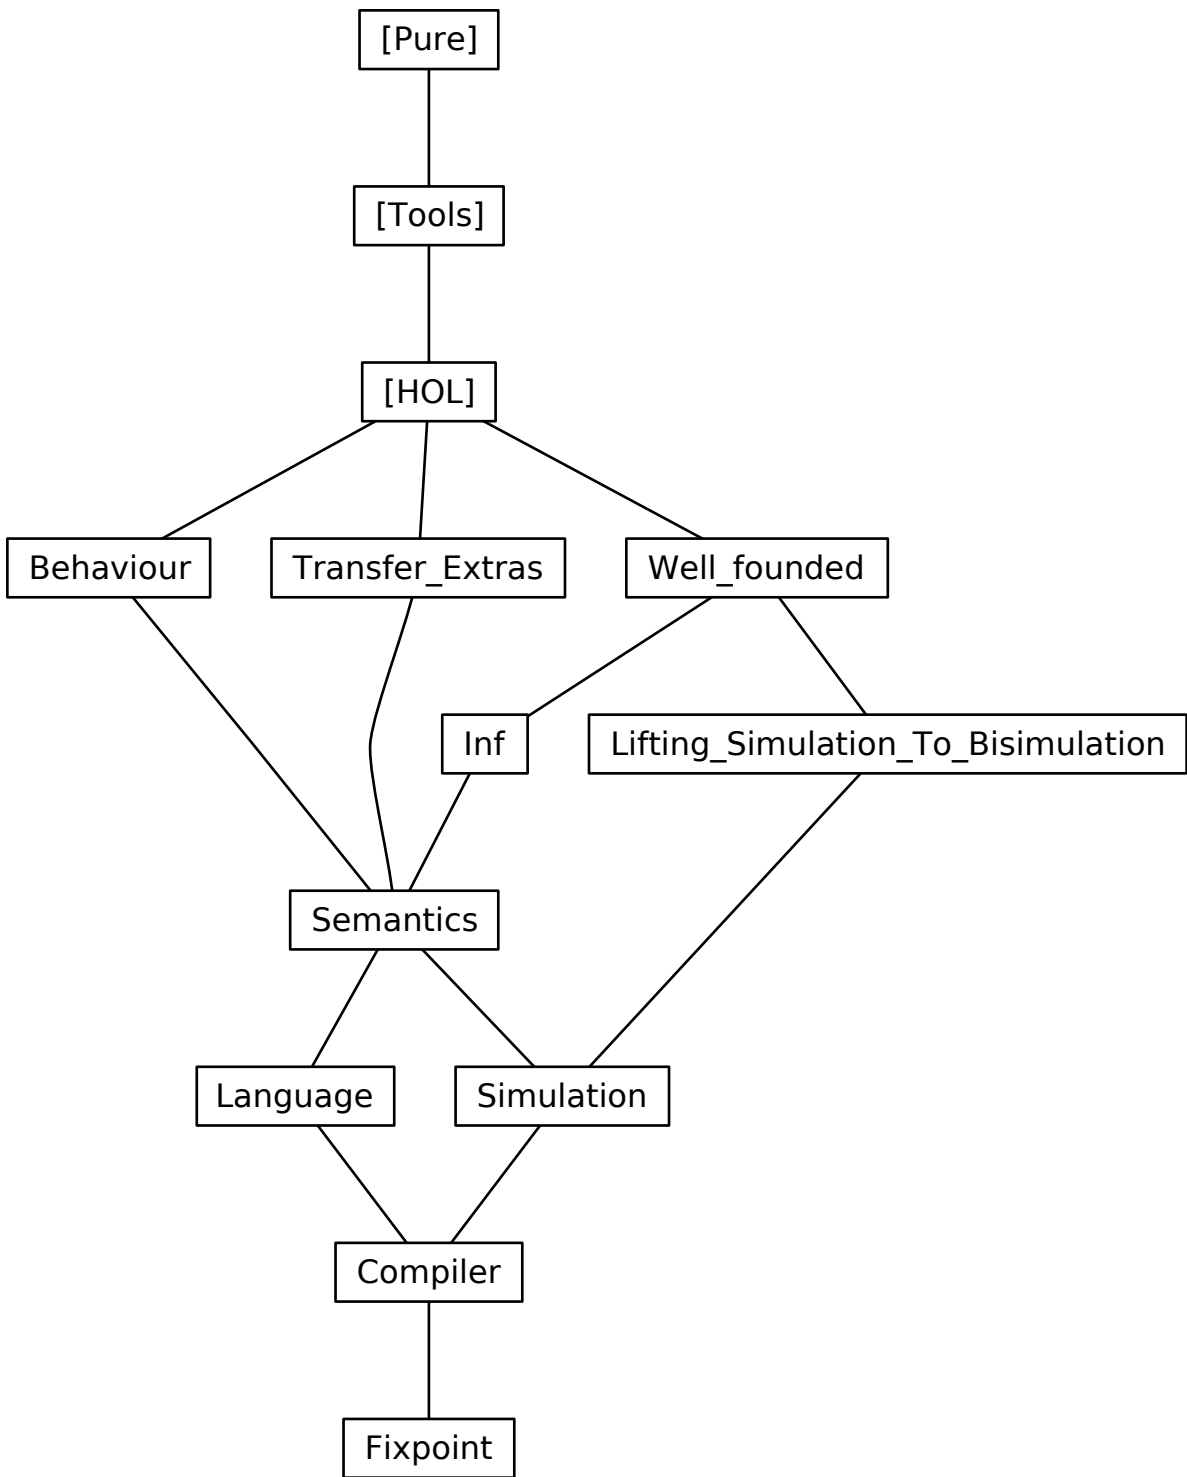 [Pure]
[Tools]
[HOL]
Behaviour
Transfer_Extras
Well_founded
Inf
Lifting_Simulation_To_Bisimulation
Semantics
Language
Simulation
Compiler
Fixpoint